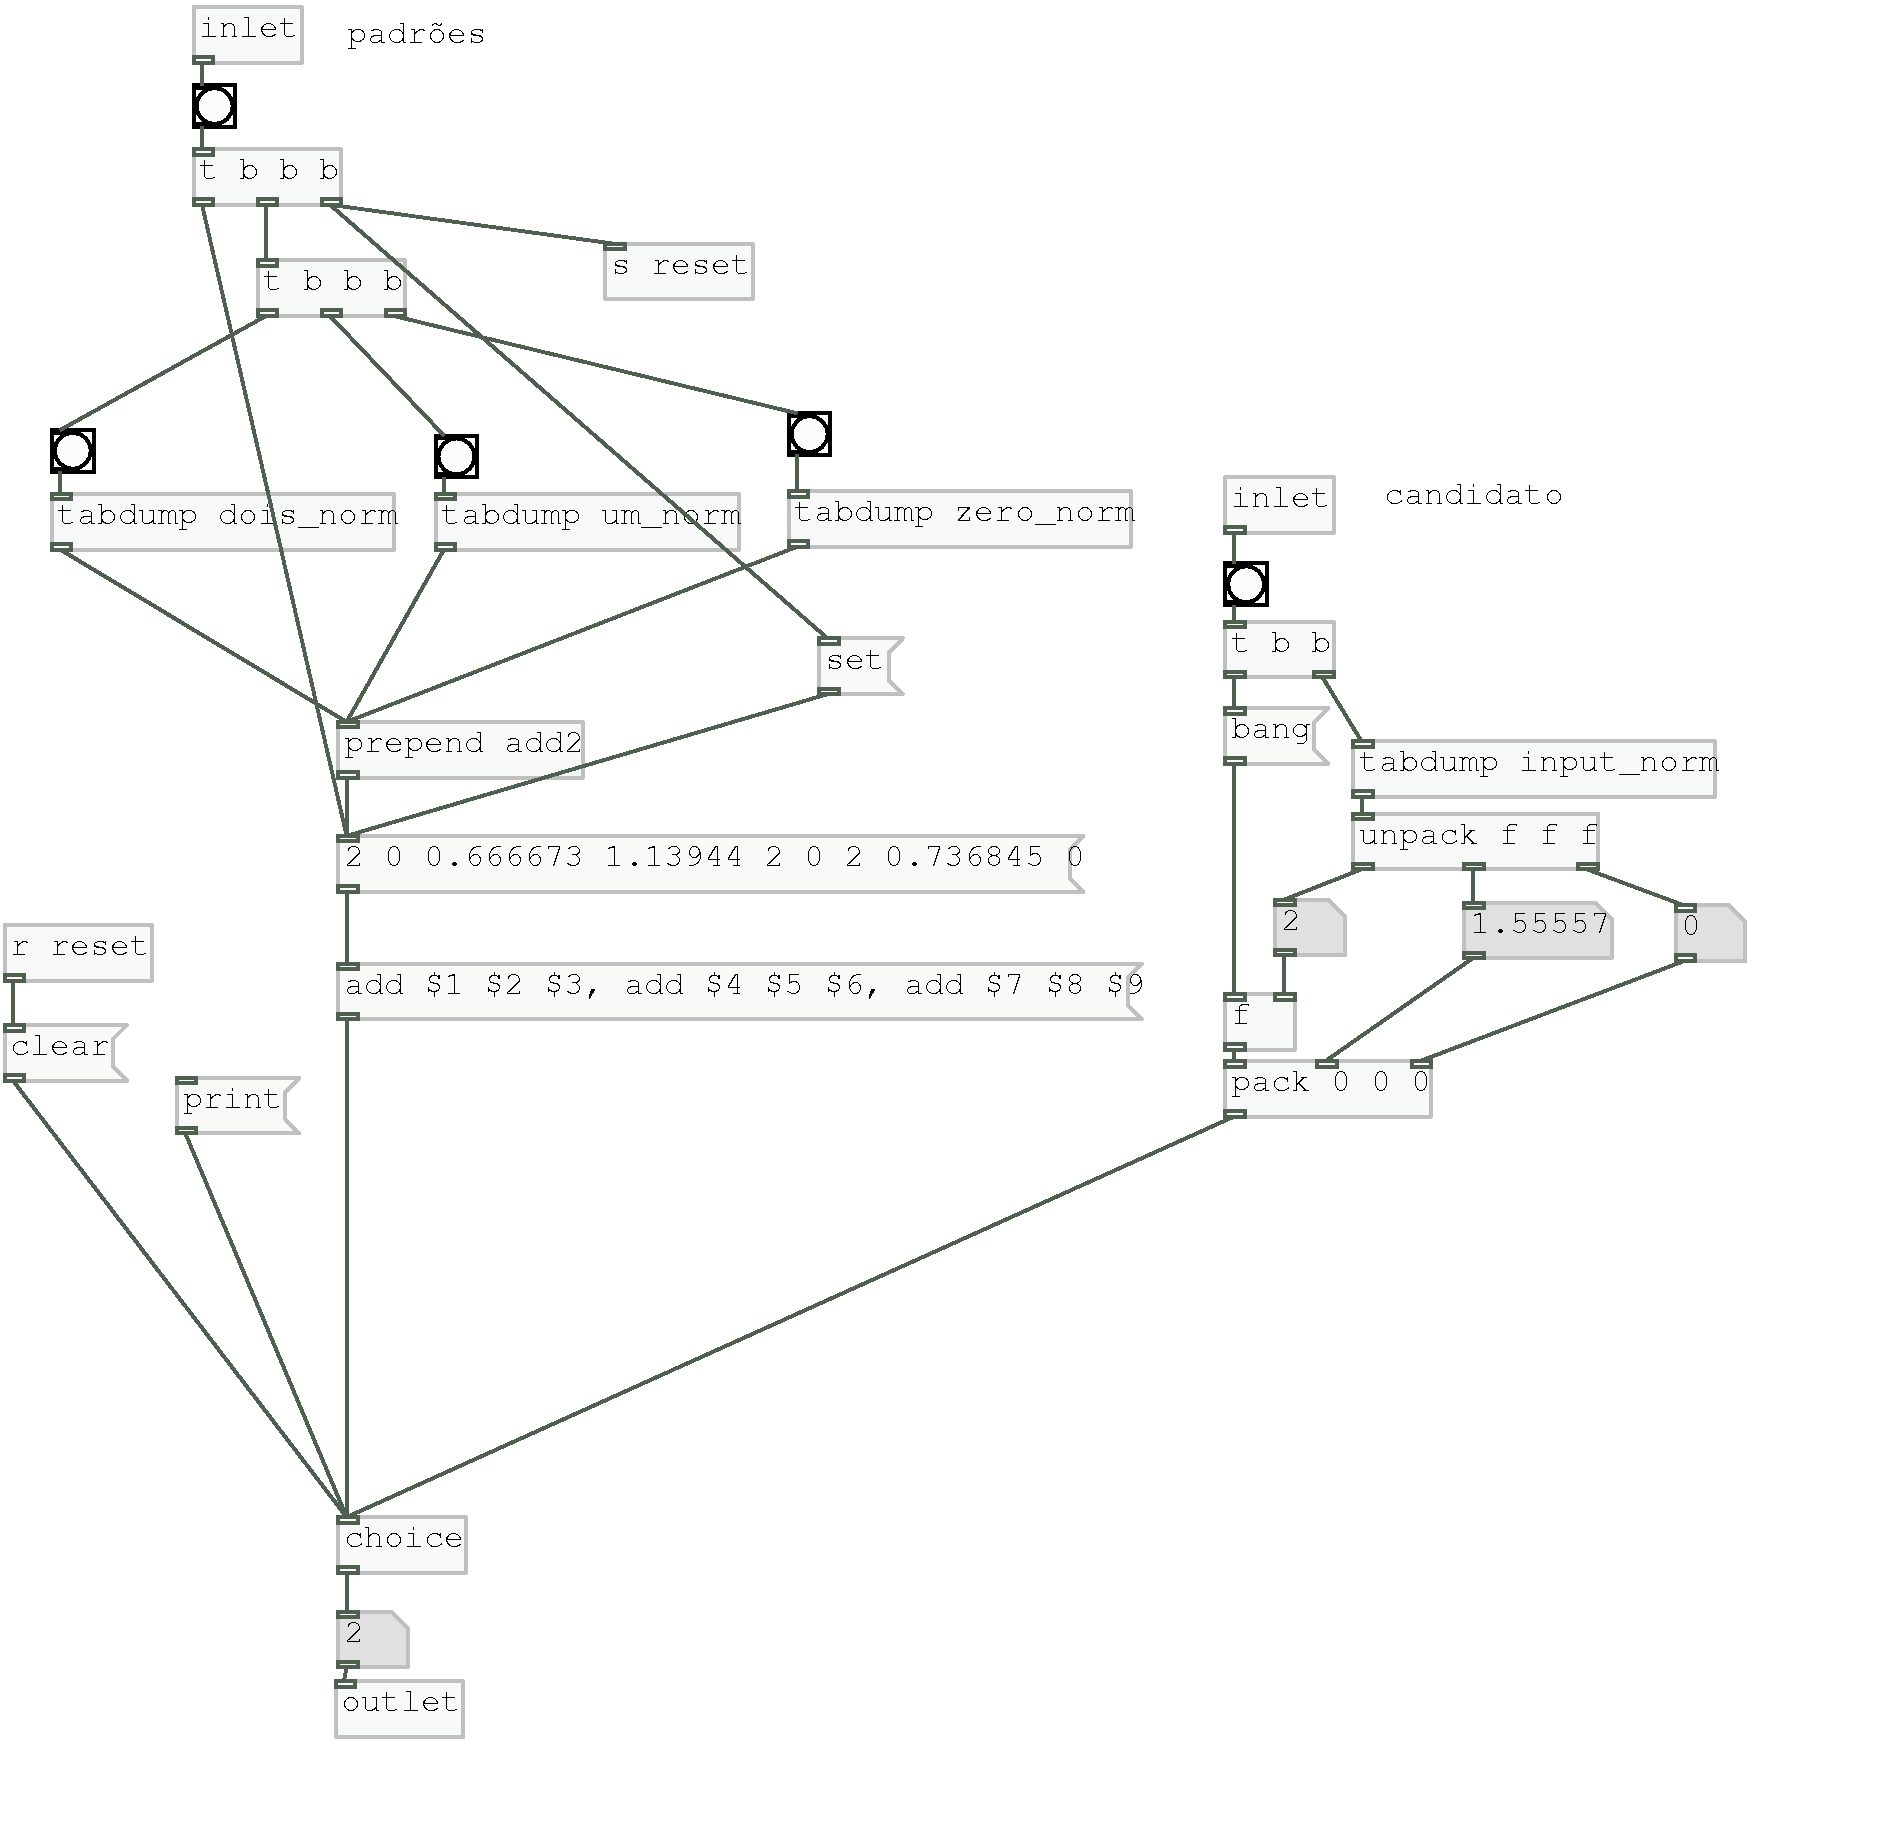 inlet
padrões
t b b b
s reset
t b b b
tabdump dois_norm
tabdump um_norm
tabdump zero_norm
inlet
candidato
t b b
set
bang
prepend add2
tabdump input_norm
unpack f f f
2 0 0.666673 1.13944 2 0 2 0.736845 0
2
1.55557
0
r reset
add $1 $2 $3, add $4 $5 $6, add $7 $8 $9
f
clear
print
pack 0 0 0
choice
2
outlet